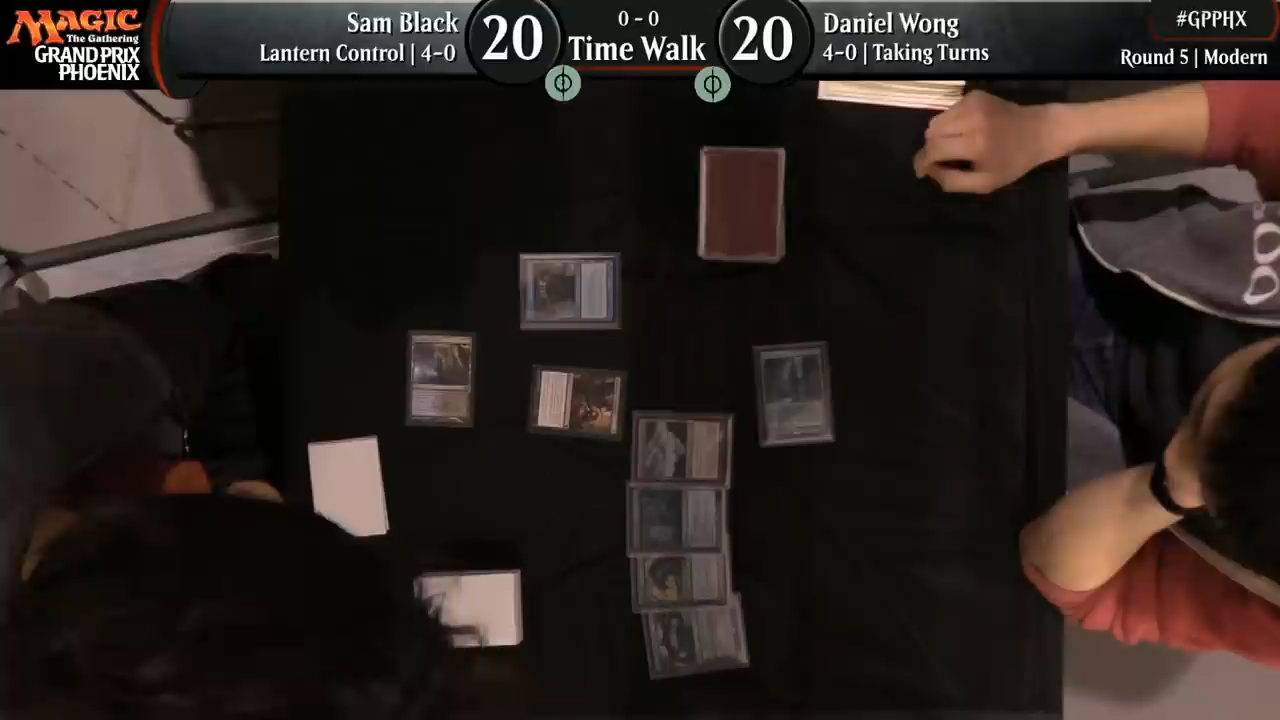 MAGIC
The Gathering
GRAND PRIX
PHOENIX
Sam Black
Lantern Control | 4-0
20
0 - 0
Time Walk
20
Daniel Wong
4-0 | Taking Turns
#GPPHX
Round 5 | Modern